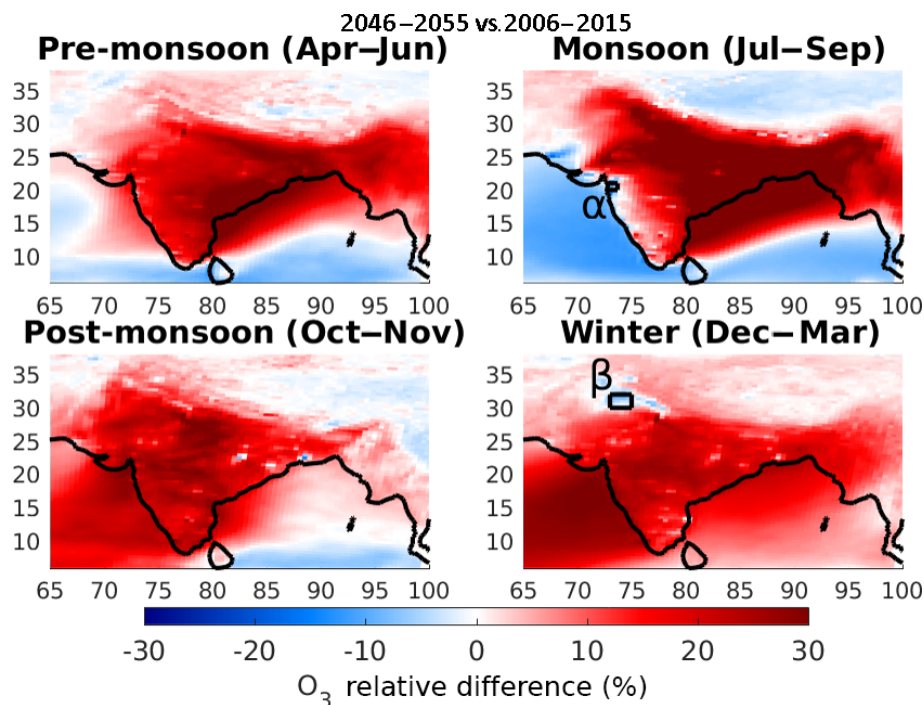 2046–2055 vs.2006–2015
Pre-monsoon (Apr–Jun)
Monsoon (Jul–Sep)
35
30
25
20
15
10
65 70 75 80 85 90 95 100
35
30
25
20
15
10
α
65 70 75 80 85 90 95 100
Post-monsoon (Oct–Nov)
Winter (Dec–Mar)
35
30
25
20
15
10
65 70 75 80 85 90 95 100
35
30
25
20
15
10
β
65 70 75 80 85 90 95 100
-30 -20 -10 0 10 20 30
O₃ relative difference (%)